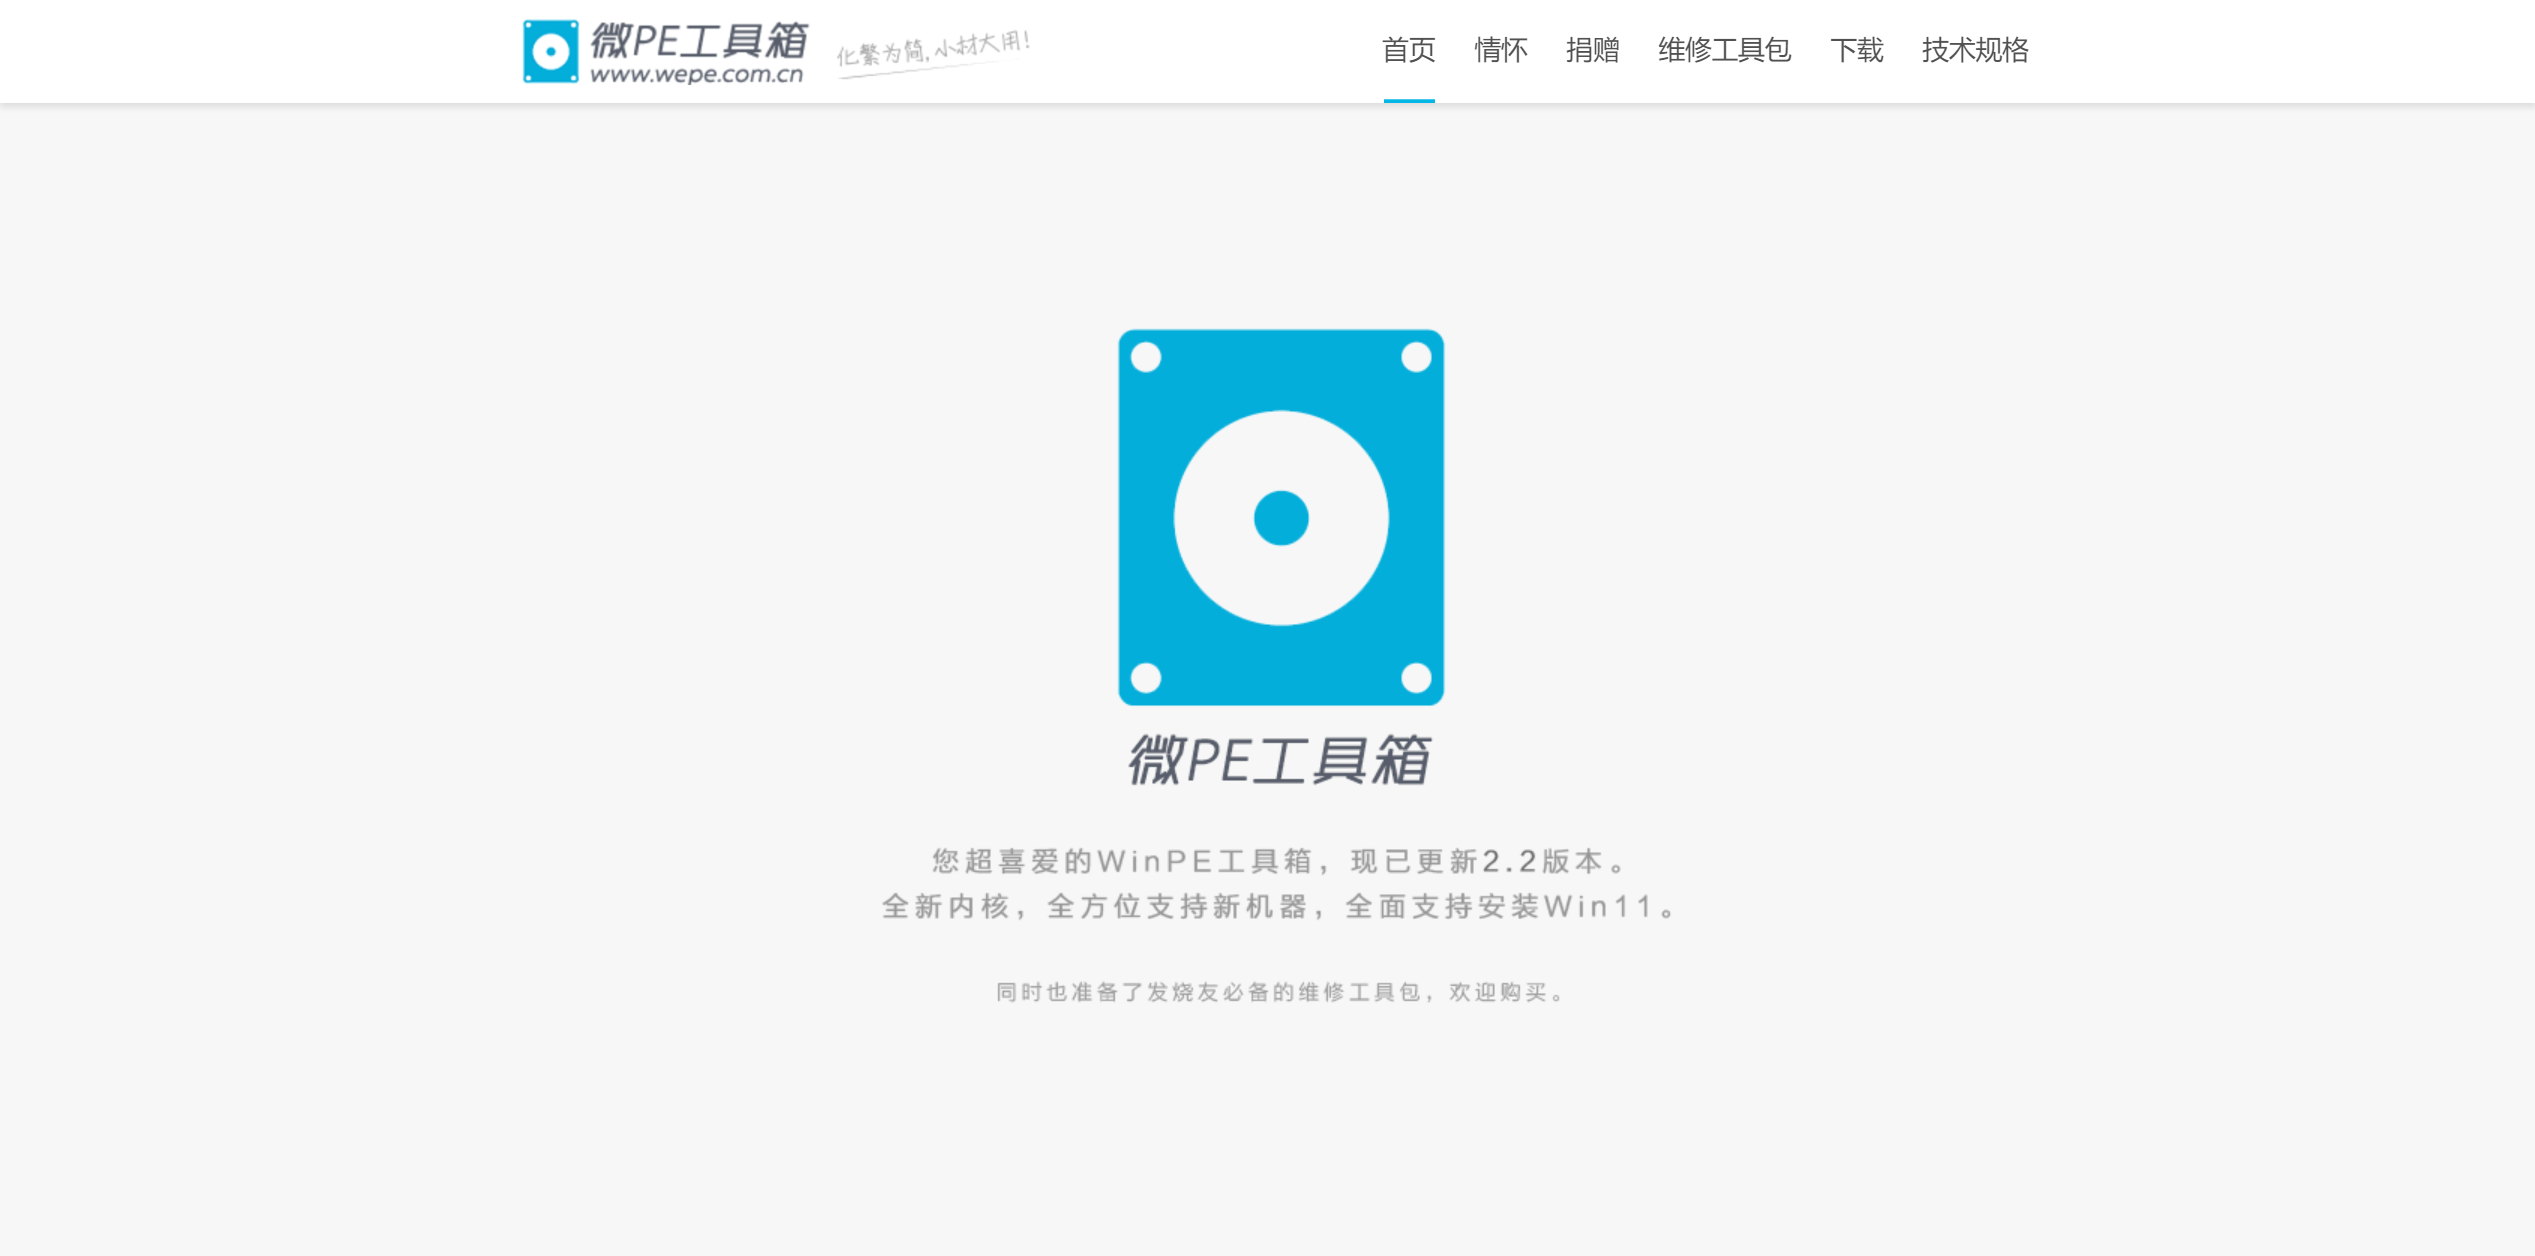 微PE工具箱
www.wepe.com.cn
化繁为简,小材大用!
首页 情怀 捐赠 维修工具包 下载 技术规格
微PE工具箱
您超喜爱的WinPE工具箱，现已更新2.2版本。
全新内核，全方位支持新机器，全面支持安装Win11。
同时也准备了发烧友必备的维修工具包，欢迎购买。